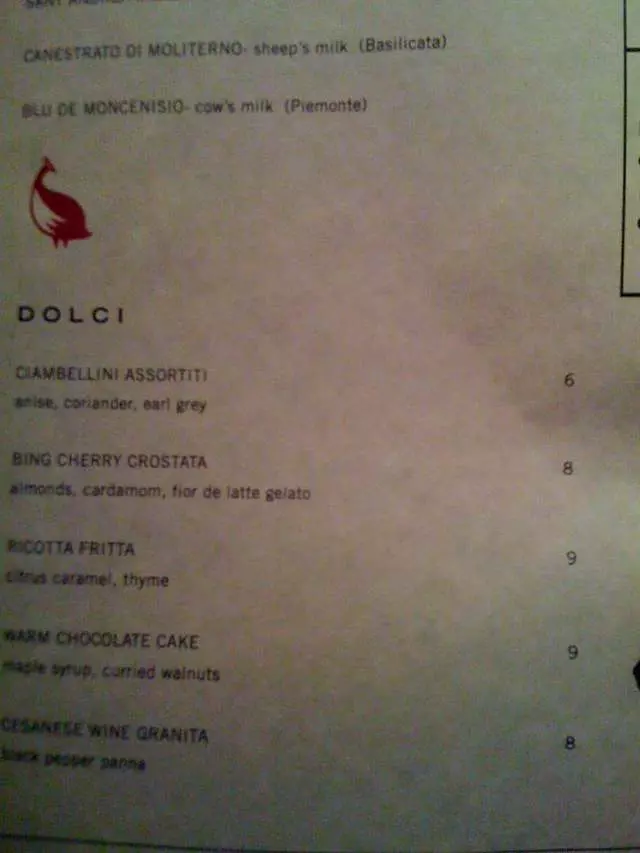 CANESTRATO DI MOLITERNO- sheep's milk (Basilicata)
BLU DE MONCENISIO- cow's milk (Piemonte)
DOLCI
CIAMBELLINI ASSORTITI 6
anise, coriander, earl grey
BING CHERRY CROSTATA 8
almonds, cardamom, fior de latte gelato
RICOTTA FRITTA 9
citrus caramel, thyme
WARM CHOCOLATE CAKE 9
maple syrup, curried walnuts
CESANESE WINE GRANITA 8
black pepper panna